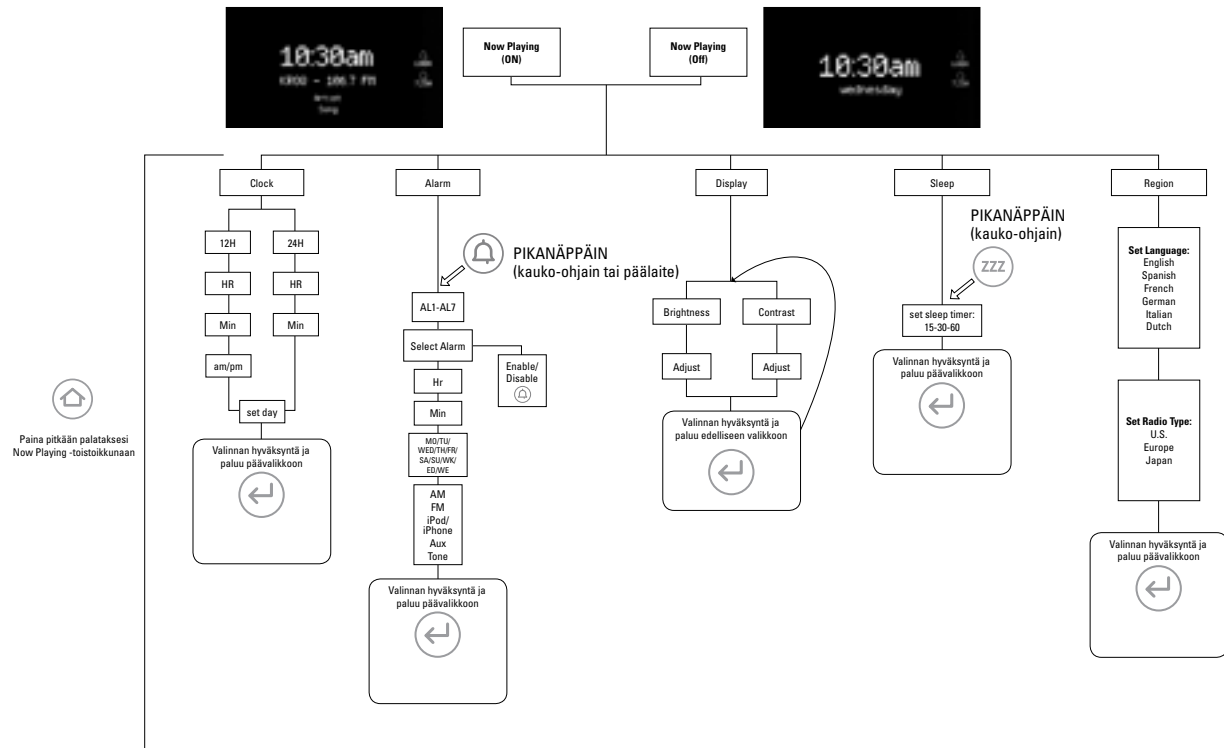 10:30am
KROQ - 106.7 FM
Artist
Song
Now Playing
(ON)
Now Playing
(Off)
10:30am
wednesday
Clock
Alarm
Display
Sleep
Region
12H
24H
HR
HR
Min
Min
am/pm
set day
Valinnan hyväksyntä ja
paluu päävalikkoon
PIKANÄPPÄIN
(kauko-ohjain tai päälaite)
AL1-AL7
Select Alarm
Enable/
Disable
Hr
Min
MO/TU/
WED/TH/FR/
SA/SU/WK/
ED/WE
AM
FM
iPod/
iPhone
Aux
Tone
Valinnan hyväksyntä ja
paluu päävalikkoon
Brightness
Contrast
Adjust
Adjust
Valinnan hyväksyntä ja
paluu edelliseen valikkoon
PIKANÄPPÄIN
(kauko-ohjain)
ZZZ
set sleep timer:
15-30-60
Valinnan hyväksyntä ja
paluu päävalikkoon
Set Language:
English
Spanish
French
German
Italian
Dutch
Set Radio Type:
U.S.
Europe
Japan
Valinnan hyväksyntä ja
paluu päävalikkoon
Paina pitkään palataksesi
Now Playing -toistoikkunaan